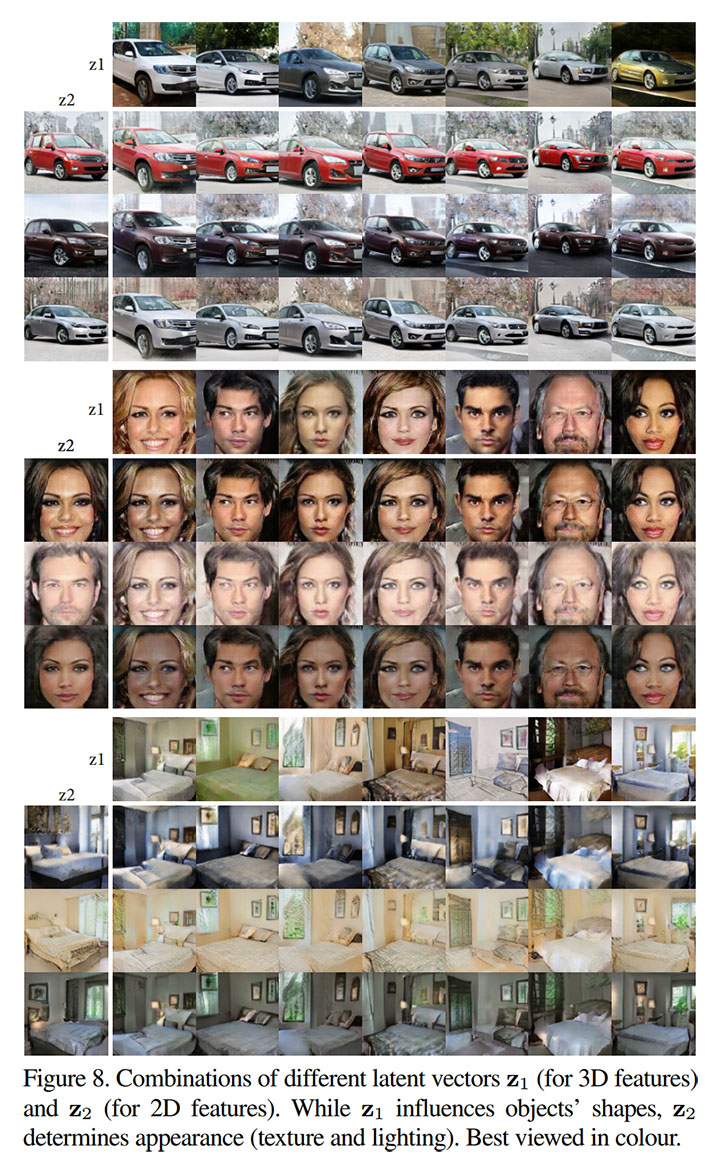 z1
z2
z1
z2
z1
z2
Figure 8. Combinations of different latent vectors z₁ (for 3D features)
and z₂ (for 2D features). While z₁ influences objects’ shapes, z₂
determines appearance (texture and lighting). Best viewed in colour.